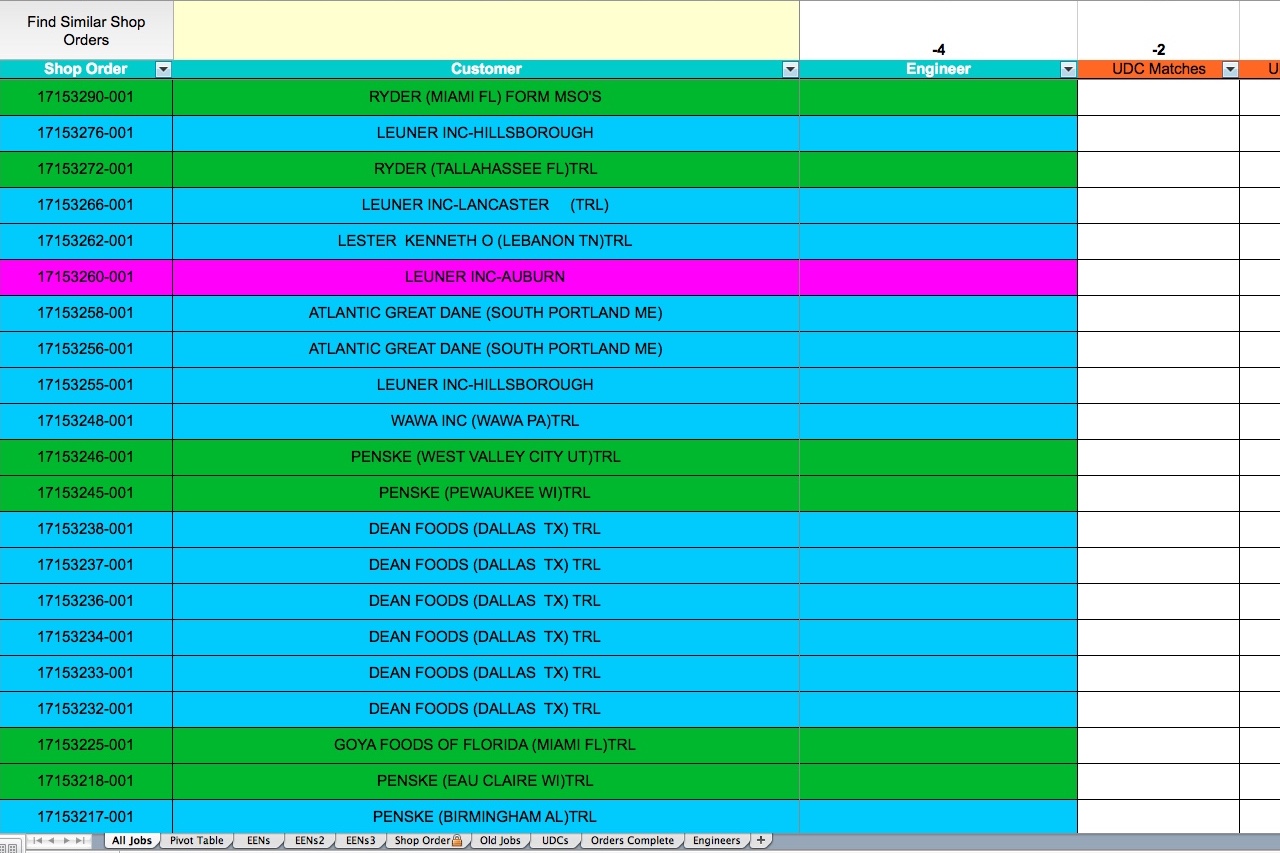 Find Similar Shop
Orders
-4
-2
Shop Order Customer Engineer UDC Matches U
17153290-001 RYDER (MIAMI FL) FORM MSO'S
17153276-001 LEUNER INC-HILLSBOROUGH
17153272-001 RYDER (TALLAHASSEE FL)TRL
17153266-001 LEUNER INC-LANCASTER (TRL)
17153262-001 LESTER KENNETH O (LEBANON TN)TRL
17153260-001 LEUNER INC-AUBURN
17153258-001 ATLANTIC GREAT DANE (SOUTH PORTLAND ME)
17153256-001 ATLANTIC GREAT DANE (SOUTH PORTLAND ME)
17153255-001 LEUNER INC-HILLSBOROUGH
17153248-001 WAWA INC (WAWA PA)TRL
17153246-001 PENSKE (WEST VALLEY CITY UT)TRL
17153245-001 PENSKE (PEWAUKEE WI)TRL
17153238-001 DEAN FOODS (DALLAS TX) TRL
17153237-001 DEAN FOODS (DALLAS TX) TRL
17153236-001 DEAN FOODS (DALLAS TX) TRL
17153234-001 DEAN FOODS (DALLAS TX) TRL
17153233-001 DEAN FOODS (DALLAS TX) TRL
17153232-001 DEAN FOODS (DALLAS TX) TRL
17153225-001 GOYA FOODS OF FLORIDA (MIAMI FL)TRL
17153218-001 PENSKE (EAU CLAIRE WI)TRL
17153217-001 PENSKE (BIRMINGHAM AL)TRL
All Jobs Pivot Table EENs EENs2 EENs3 Shop Order Old Jobs UDCs Orders Complete Engineers +